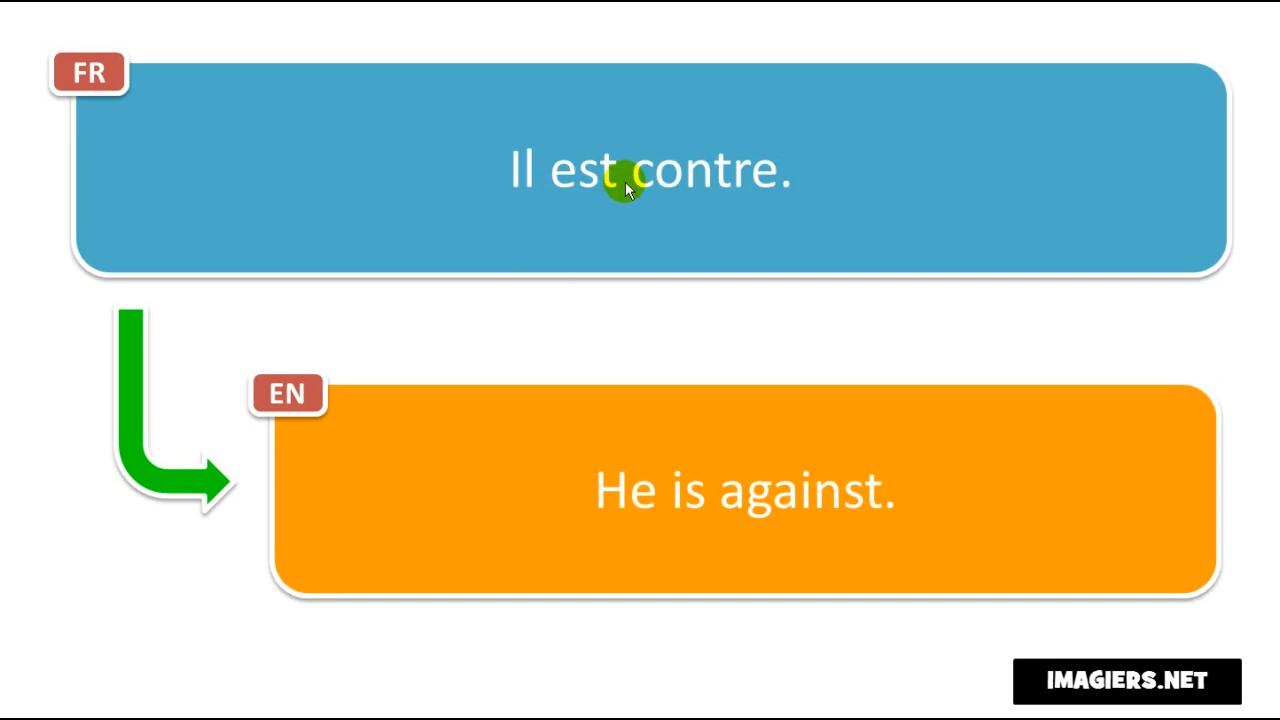 FR
Il est contre.
EN
He is against.
IMAGIERS.NET